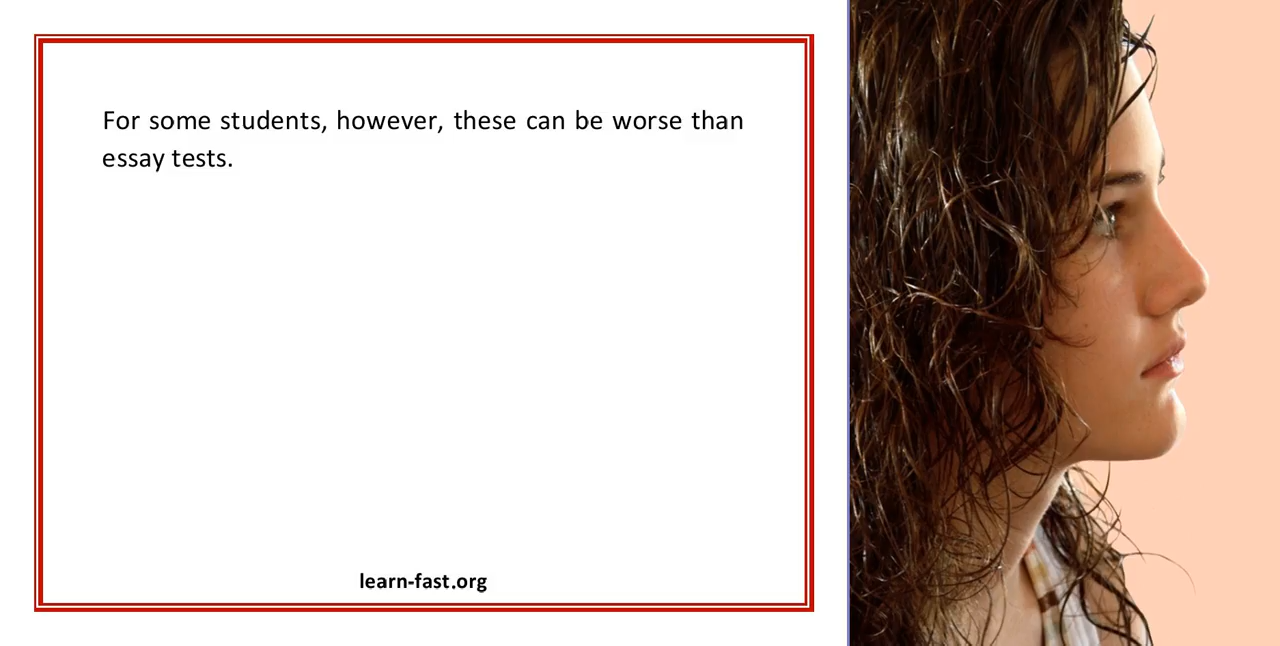 For some students, however, these can be worse than
essay tests.
learn-fast.org